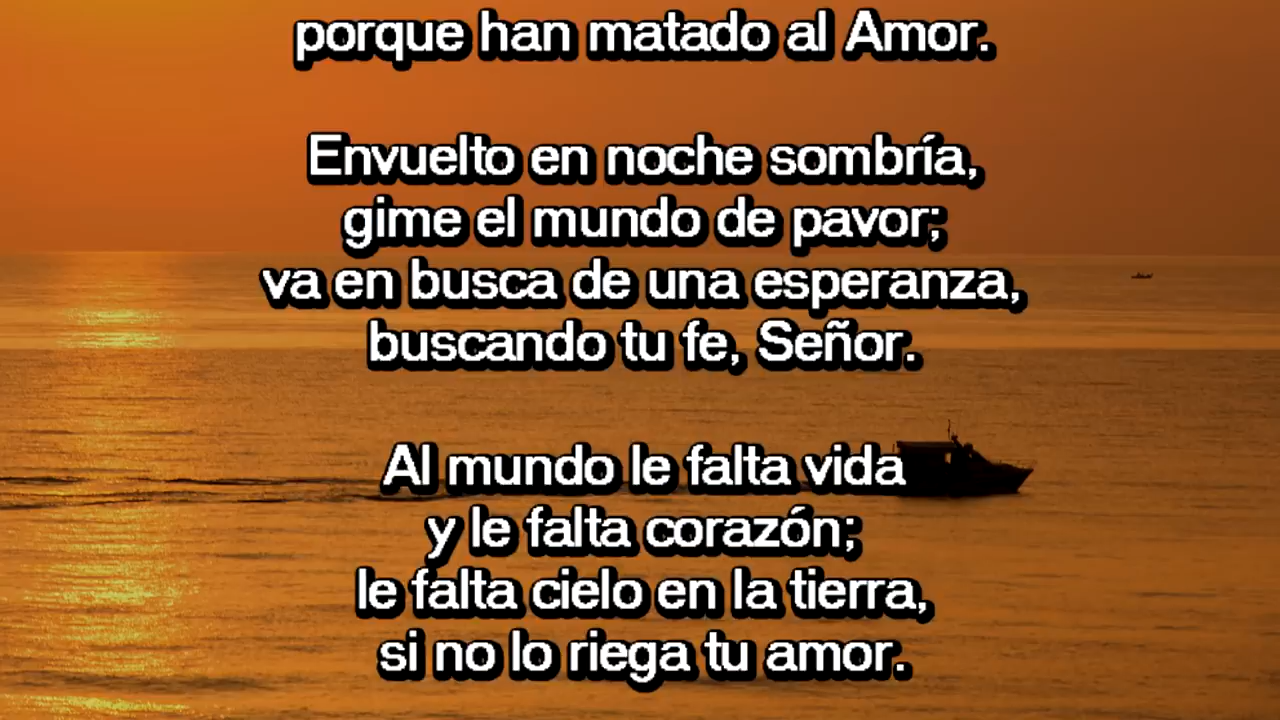 porque han matado al Amor.
Envuelto en noche sombría,
gime el mundo de pavor;
va en busca de una esperanza,
buscando tu fe, Señor.
Al mundo le falta vida
y le falta corazón;
le falta cielo en la tierra,
si no lo riega tu amor.